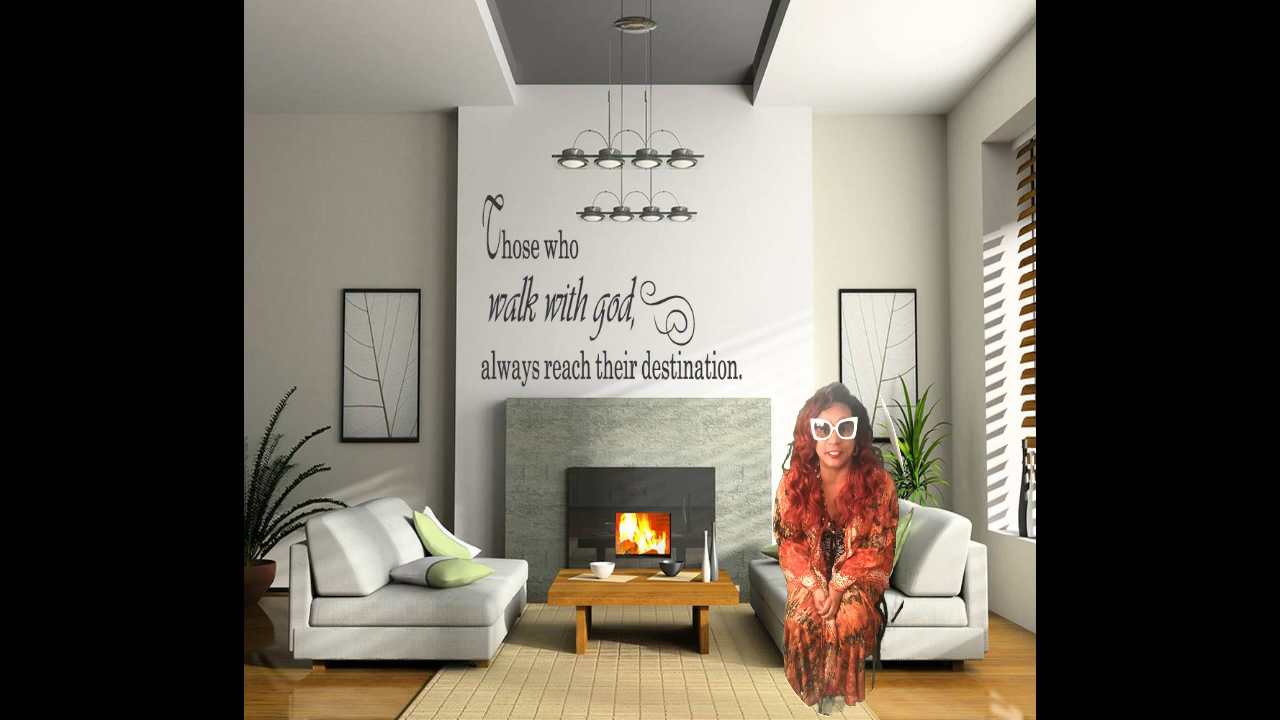 Those who
walk with god,
always reach their destination.